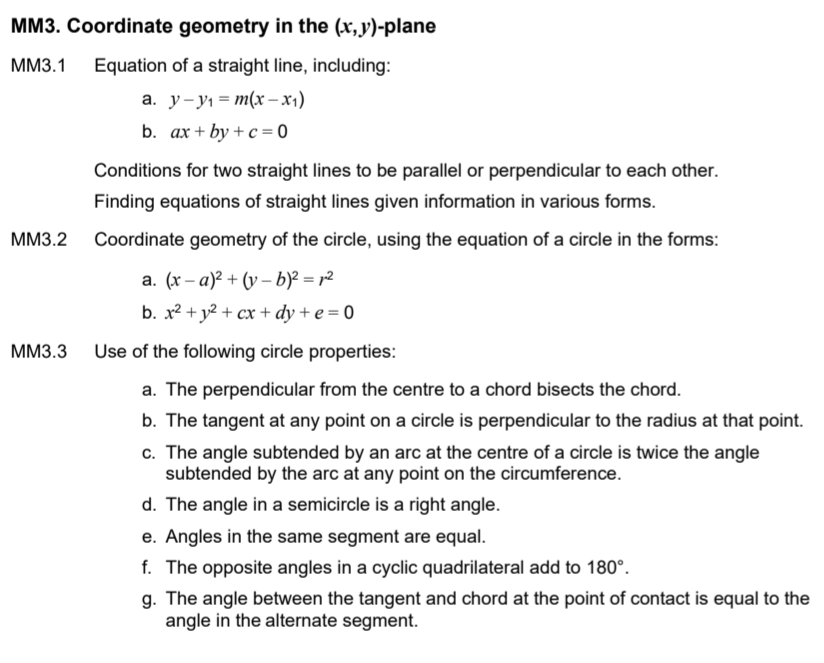 MM3. Coordinate geometry in the (x,y)-plane
MM3.1 Equation of a straight line, including:
a. y – y₁ = m(x – x₁)
b. ax + by + c = 0
Conditions for two straight lines to be parallel or perpendicular to each other.
Finding equations of straight lines given information in various forms.
MM3.2 Coordinate geometry of the circle, using the equation of a circle in the forms:
a. (x – a)² + (y – b)² = r²
b. x² + y² + cx + dy + e = 0
MM3.3 Use of the following circle properties:
a. The perpendicular from the centre to a chord bisects the chord.
b. The tangent at any point on a circle is perpendicular to the radius at that point.
c. The angle subtended by an arc at the centre of a circle is twice the angle
subtended by the arc at any point on the circumference.
d. The angle in a semicircle is a right angle.
e. Angles in the same segment are equal.
f. The opposite angles in a cyclic quadrilateral add to 180°.
g. The angle between the tangent and chord at the point of contact is equal to the
angle in the alternate segment.